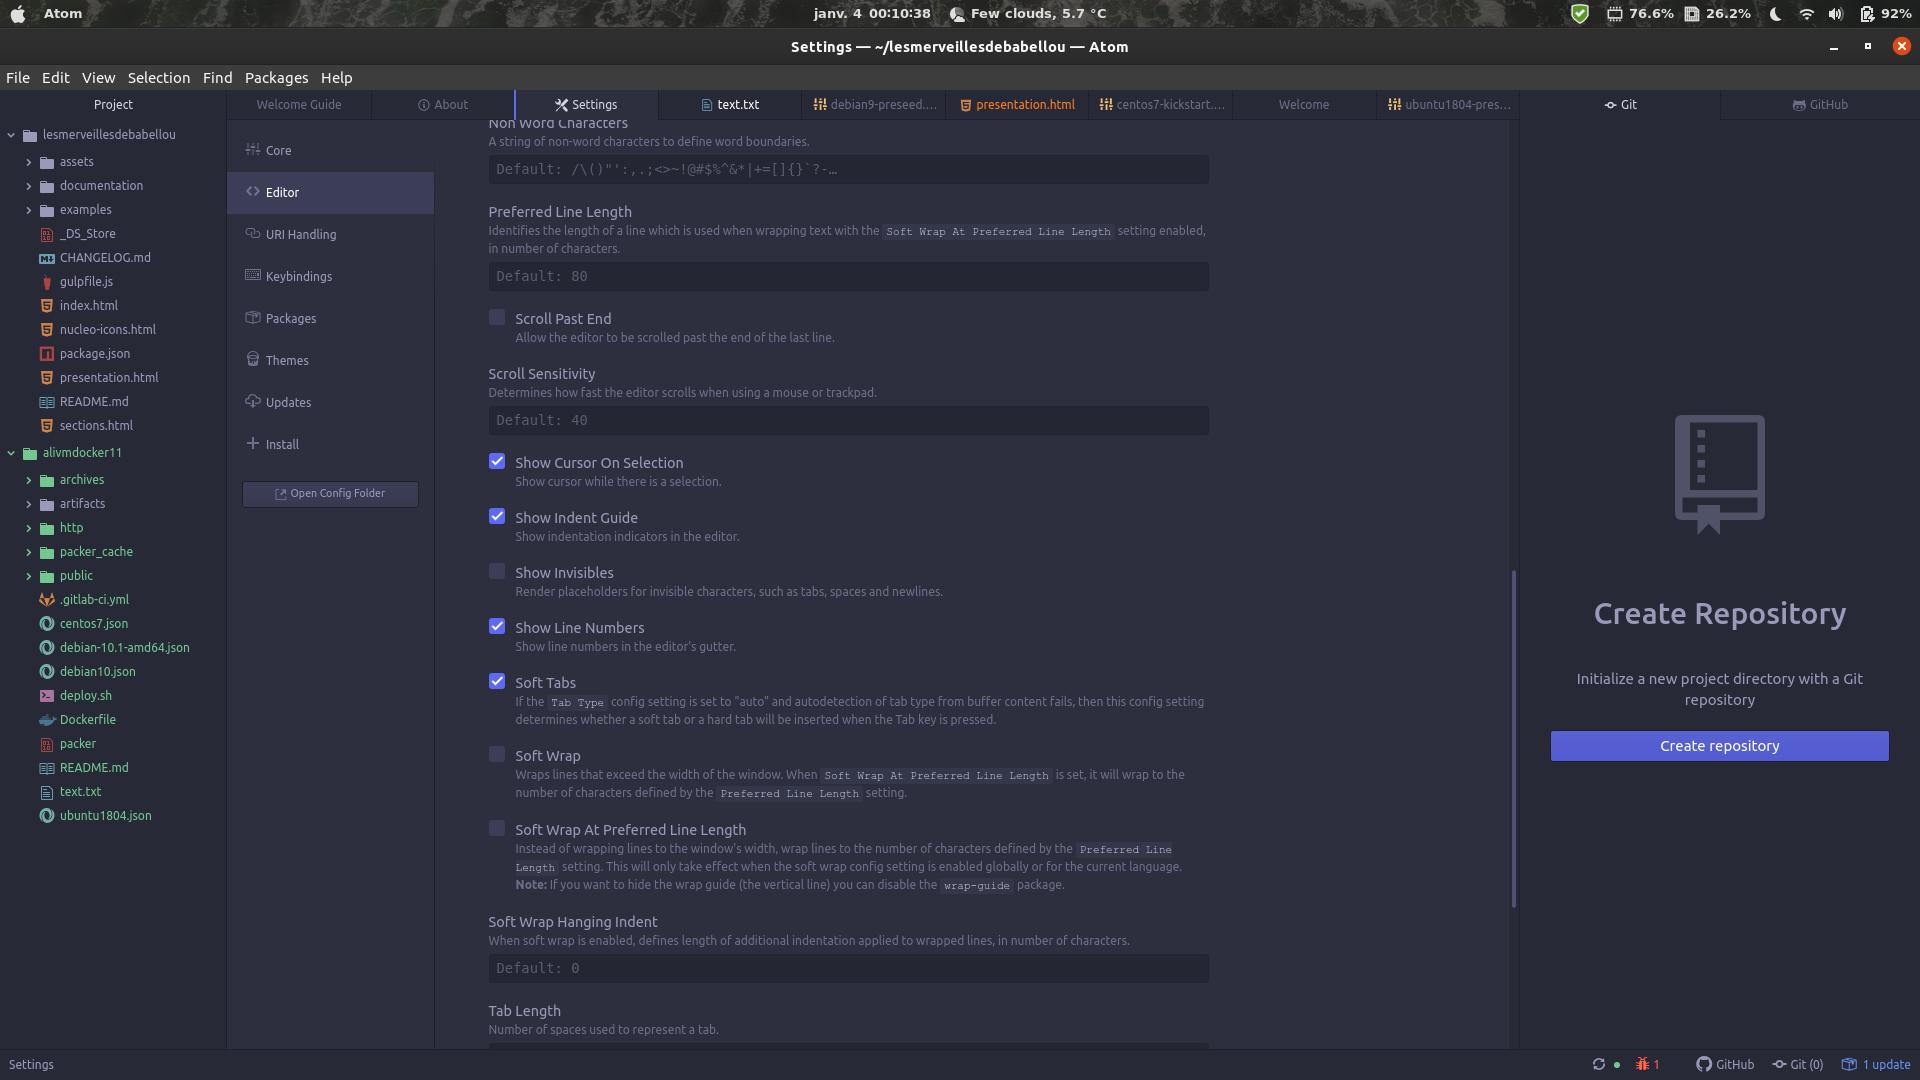 Atom
janv. 4 00:10:38
Few clouds, 5.7 °C
76.6%
26.2%
92%
Settings — ~/lesmerveillesdebabellou — Atom
File Edit View Selection Find Packages Help
Project
Welcome Guide
About
Settings
text.txt
debian9-preseed....
presentation.html
centos7-kickstart....
Welcome
ubuntu1804-pres...
Git
GitHub
lesmerveillesdebabellou
assets
documentation
examples
_DS_Store
CHANGELOG.md
gulpfile.js
index.html
nucleo-icons.html
package.json
presentation.html
README.md
sections.html
alivmdocker11
archives
artifacts
http
packer_cache
public
.gitlab-ci.yml
centos7.json
debian-10.1-amd64.json
debian10.json
deploy.sh
Dockerfile
packer
README.md
text.txt
ubuntu1804.json
Core
Editor
URI Handling
Keybindings
Packages
Themes
Updates
Install
Open Config Folder
Non Word Characters
A string of non-word characters to define word boundaries.
Default: /\()"':,.;<>~!@#$%^&*|+=[]{}`?-…
Preferred Line Length
Identifies the length of a line which is used when wrapping text with the Soft Wrap At Preferred Line Length setting enabled,
in number of characters.
Default: 80
Scroll Past End
Allow the editor to be scrolled past the end of the last line.
Scroll Sensitivity
Determines how fast the editor scrolls when using a mouse or trackpad.
Default: 40
Show Cursor On Selection
Show cursor while there is a selection.
Show Indent Guide
Show indentation indicators in the editor.
Show Invisibles
Render placeholders for invisible characters, such as tabs, spaces and newlines.
Show Line Numbers
Show line numbers in the editor's gutter.
Soft Tabs
If the Tab Type config setting is set to "auto" and autodetection of tab type from buffer content fails, then this config setting
determines whether a soft tab or a hard tab will be inserted when the Tab key is pressed.
Soft Wrap
Wraps lines that exceed the width of the window. When Soft Wrap At Preferred Line Length is set, it will wrap to the
number of characters defined by the Preferred Line Length setting.
Soft Wrap At Preferred Line Length
Instead of wrapping lines to the window's width, wrap lines to the number of characters defined by the Preferred Line
Length setting. This will only take effect when the soft wrap config setting is enabled globally or for the current language.
Note: If you want to hide the wrap guide (the vertical line) you can disable the wrap-guide package.
Soft Wrap Hanging Indent
When soft wrap is enabled, defines length of additional indentation applied to wrapped lines, in number of characters.
Default: 0
Tab Length
Number of spaces used to represent a tab.
Create Repository
Initialize a new project directory with a Git
repository
Create repository
Settings
1
GitHub
Git (0)
1 update